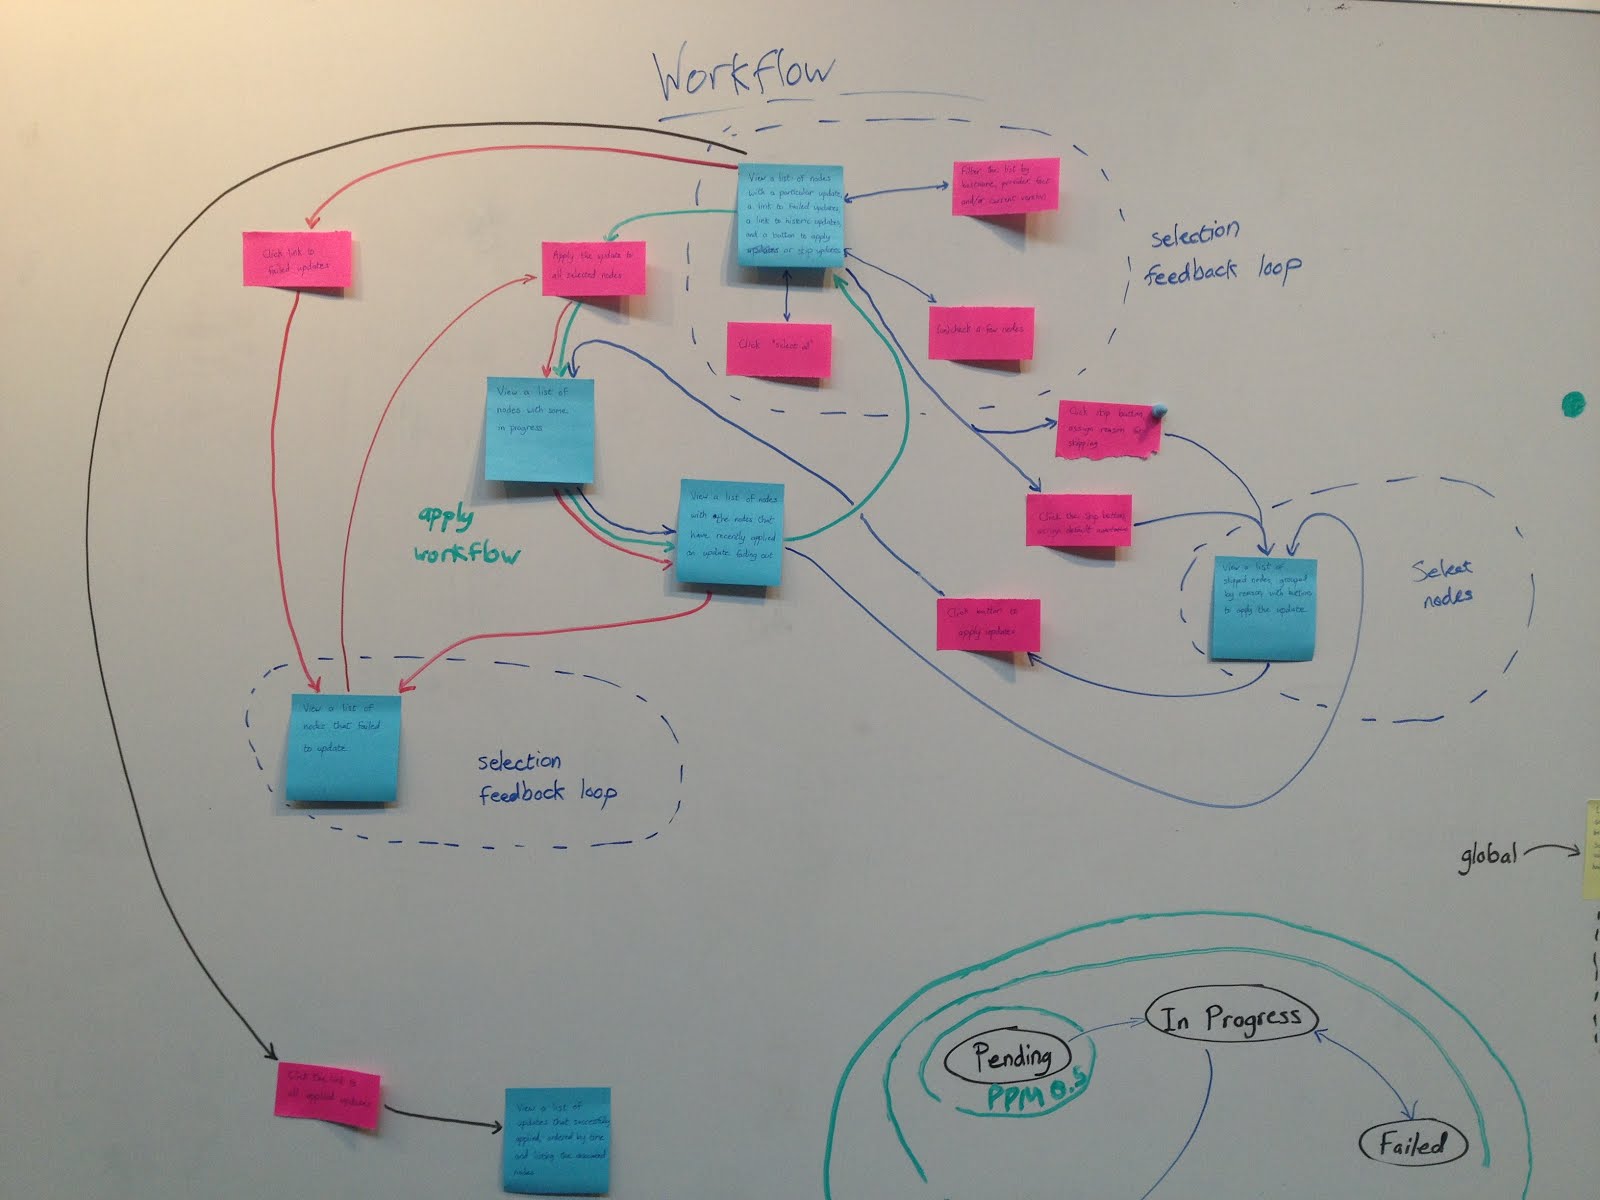 Workflow
View a list of nodes
with a particular update,
a link to failed updates,
a link to historic updates,
and a button to apply
updates or skip updates
Filter the list by
hostname, provider fact
and/or current version
selection
feedback loop
Click link to
failed updates
Apply the update to
all selected nodes
Click "select all"
(un)check a few nodes
View a list of
nodes with some
in progress
Click skip button,
assign reason for
skipping
apply
workflow
View a list of nodes
with the nodes that
have recently applied
an update fading out
Click the skip button,
assign default
View a list of
skipped nodes, grouped
by reason, with buttons
to apply the update
Select
nodes
Click button to
apply updates
View a list of
nodes that failed
to update
selection
feedback loop
global
In Progress
Pending
PPM 0.5
Failed
Click the link to
all applied updates
View a list of
updates that successfully
applied, ordered by time
and listing the associated
nodes